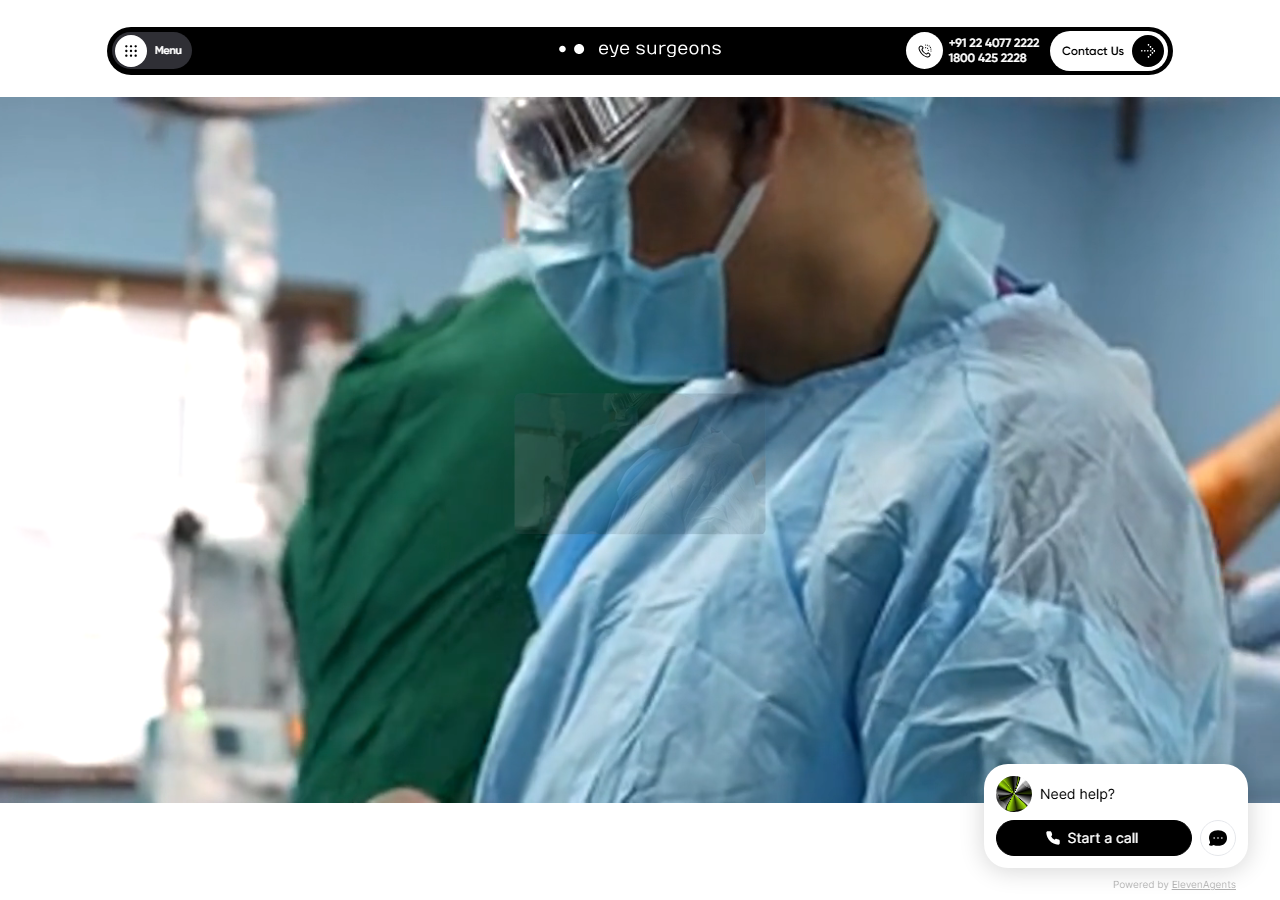 Menu
eye surgeons
+91 22 4077 2222
1800 425 2228
Contact Us
Need help?
Start a call
Powered by ElevenAgents